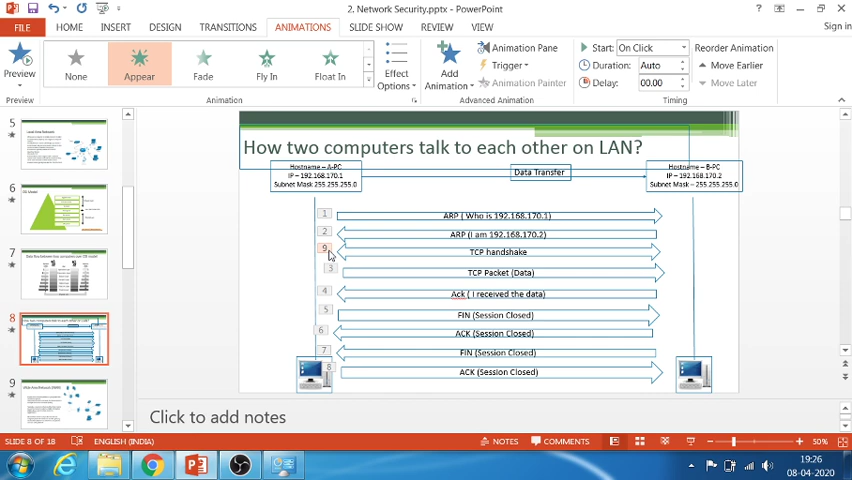 2. Network Security.pptx - PowerPoint
FILE HOME INSERT DESIGN TRANSITIONS ANIMATIONS SLIDE SHOW REVIEW VIEW Sign in
Preview
None Appear Fade Fly In Float In
Effect Options
Add Animation
Animation Pane
Trigger
Animation Painter
Start: On Click
Duration: Auto
Delay: 00.00
Reorder Animation
Move Earlier
Move Later
Preview Animation Advanced Animation Timing
5
6
7
8
9
How two computers talk to each other on LAN?
Hostname – A-PC
IP – 192.168.170.1
Subnet Mask 255.255.255.0
Data Transfer
Hostname – B-PC
IP – 192.168.170.2
Subnet Mask – 255.255.255.0
1 ARP ( Who is 192.168.170.1)
2 ARP (I am 192.168.170.2)
9 TCP handshake
3 TCP Packet (Data)
4 Ack ( I received the data)
5 FIN (Session Closed)
6 ACK (Session Closed)
7 FIN (Session Closed)
8 ACK (Session Closed)
Click to add notes
SLIDE 8 OF 18 ENGLISH (INDIA) NOTES COMMENTS 50%
19:26
08-04-2020